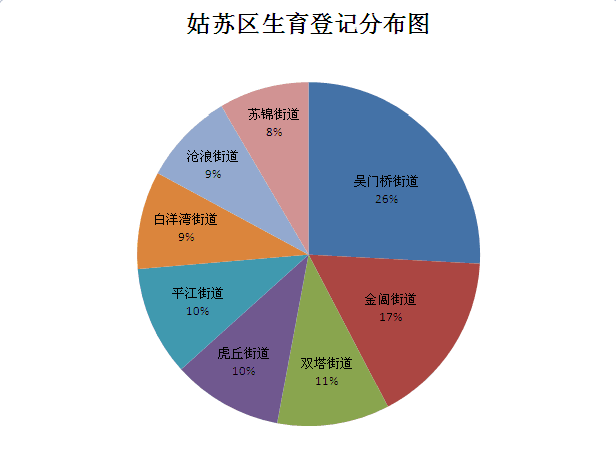 姑苏区生育登记分布图
苏锦街道
8%
吴门桥街道
26%
沧浪街道
9%
白洋湾街道
9%
金阊街道
17%
平江街道
10%
虎丘街道
10%
双塔街道
11%